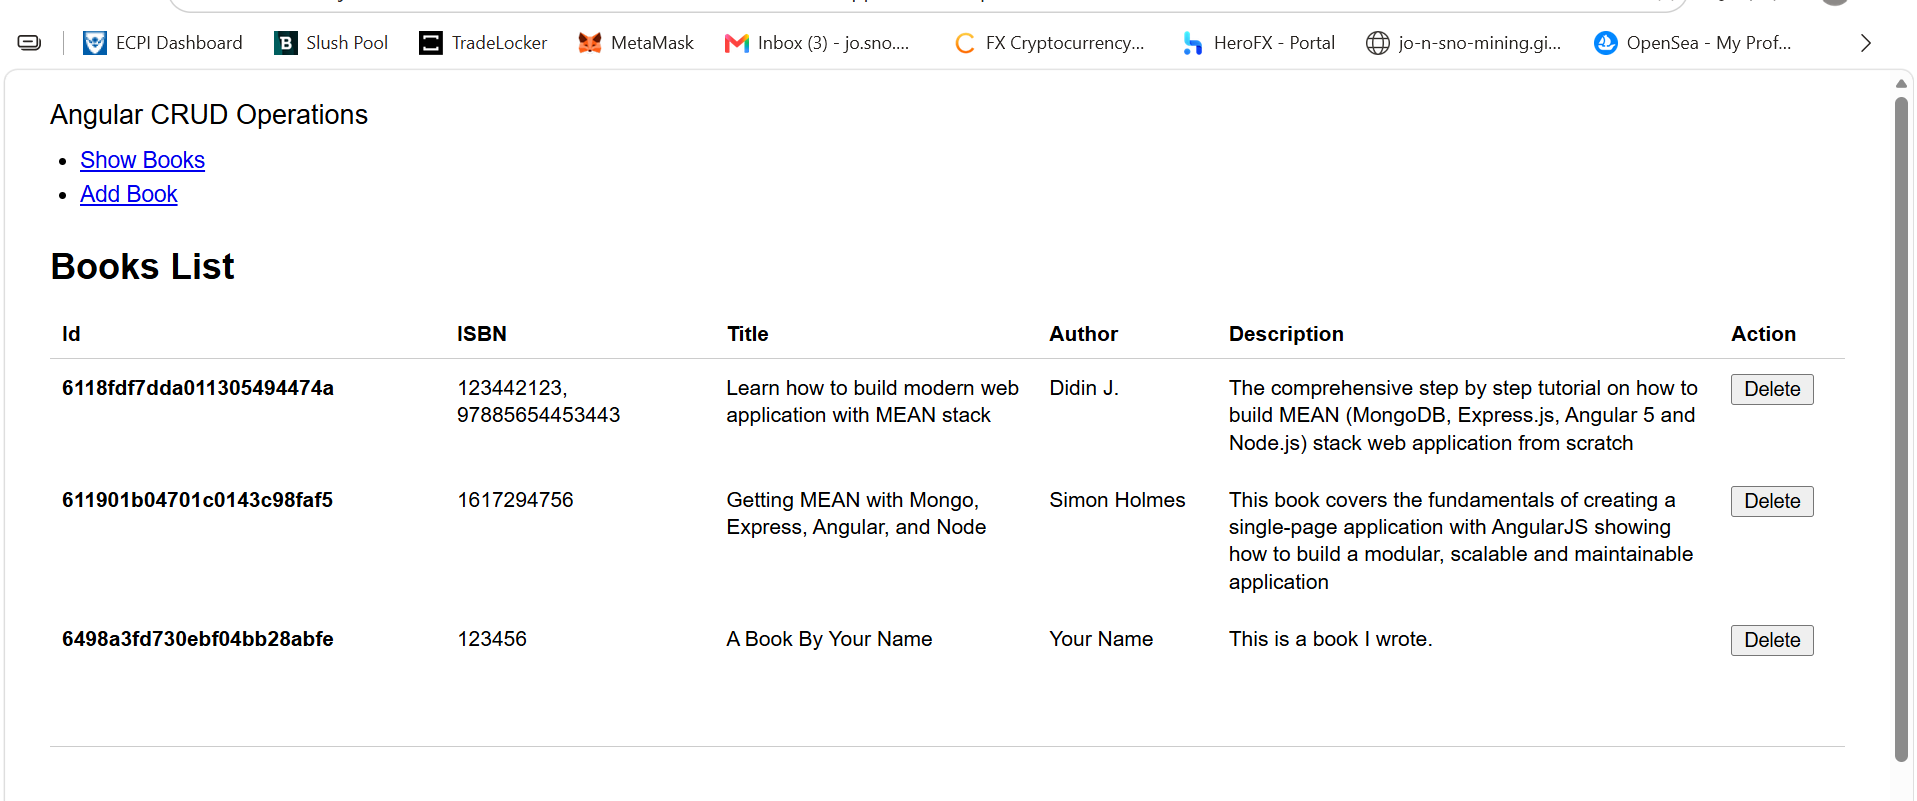 ECPI Dashboard
Slush Pool
TradeLocker
MetaMask
Inbox (3) - jo.sno....
FX Cryptocurrency...
HeroFX - Portal
jo-n-sno-mining.gi...
OpenSea - My Prof...
Angular CRUD Operations
Show Books
Add Book
Books List
Id ISBN Title Author Description Action
6118fdf7dda011305494474a
123442123,
97885654453443
Learn how to build modern web
application with MEAN stack
Didin J.
The comprehensive step by step tutorial on how to
build MEAN (MongoDB, Express.js, Angular 5 and
Node.js) stack web application from scratch
Delete
611901b04701c0143c98faf5
1617294756
Getting MEAN with Mongo,
Express, Angular, and Node
Simon Holmes
This book covers the fundamentals of creating a
single-page application with AngularJS showing
how to build a modular, scalable and maintainable
application
Delete
6498a3fd730ebf04bb28abfe
123456
A Book By Your Name
Your Name
This is a book I wrote.
Delete